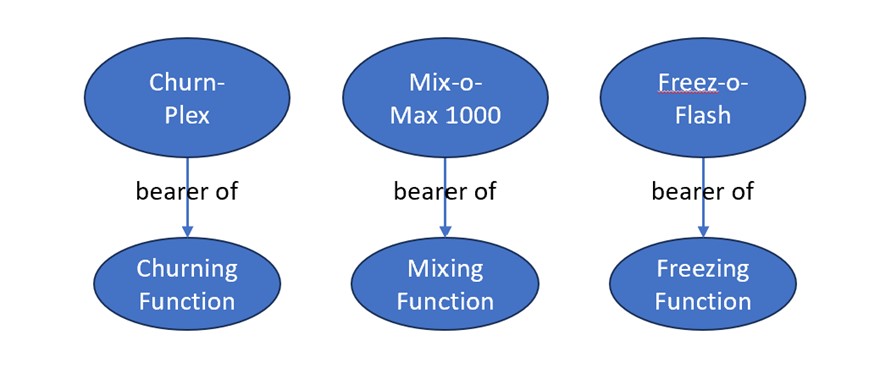 Churn-
Plex
Mix-o-
Max 1000
Freez-o-
Flash
bearer of
bearer of
bearer of
Churning
Function
Mixing
Function
Freezing
Function